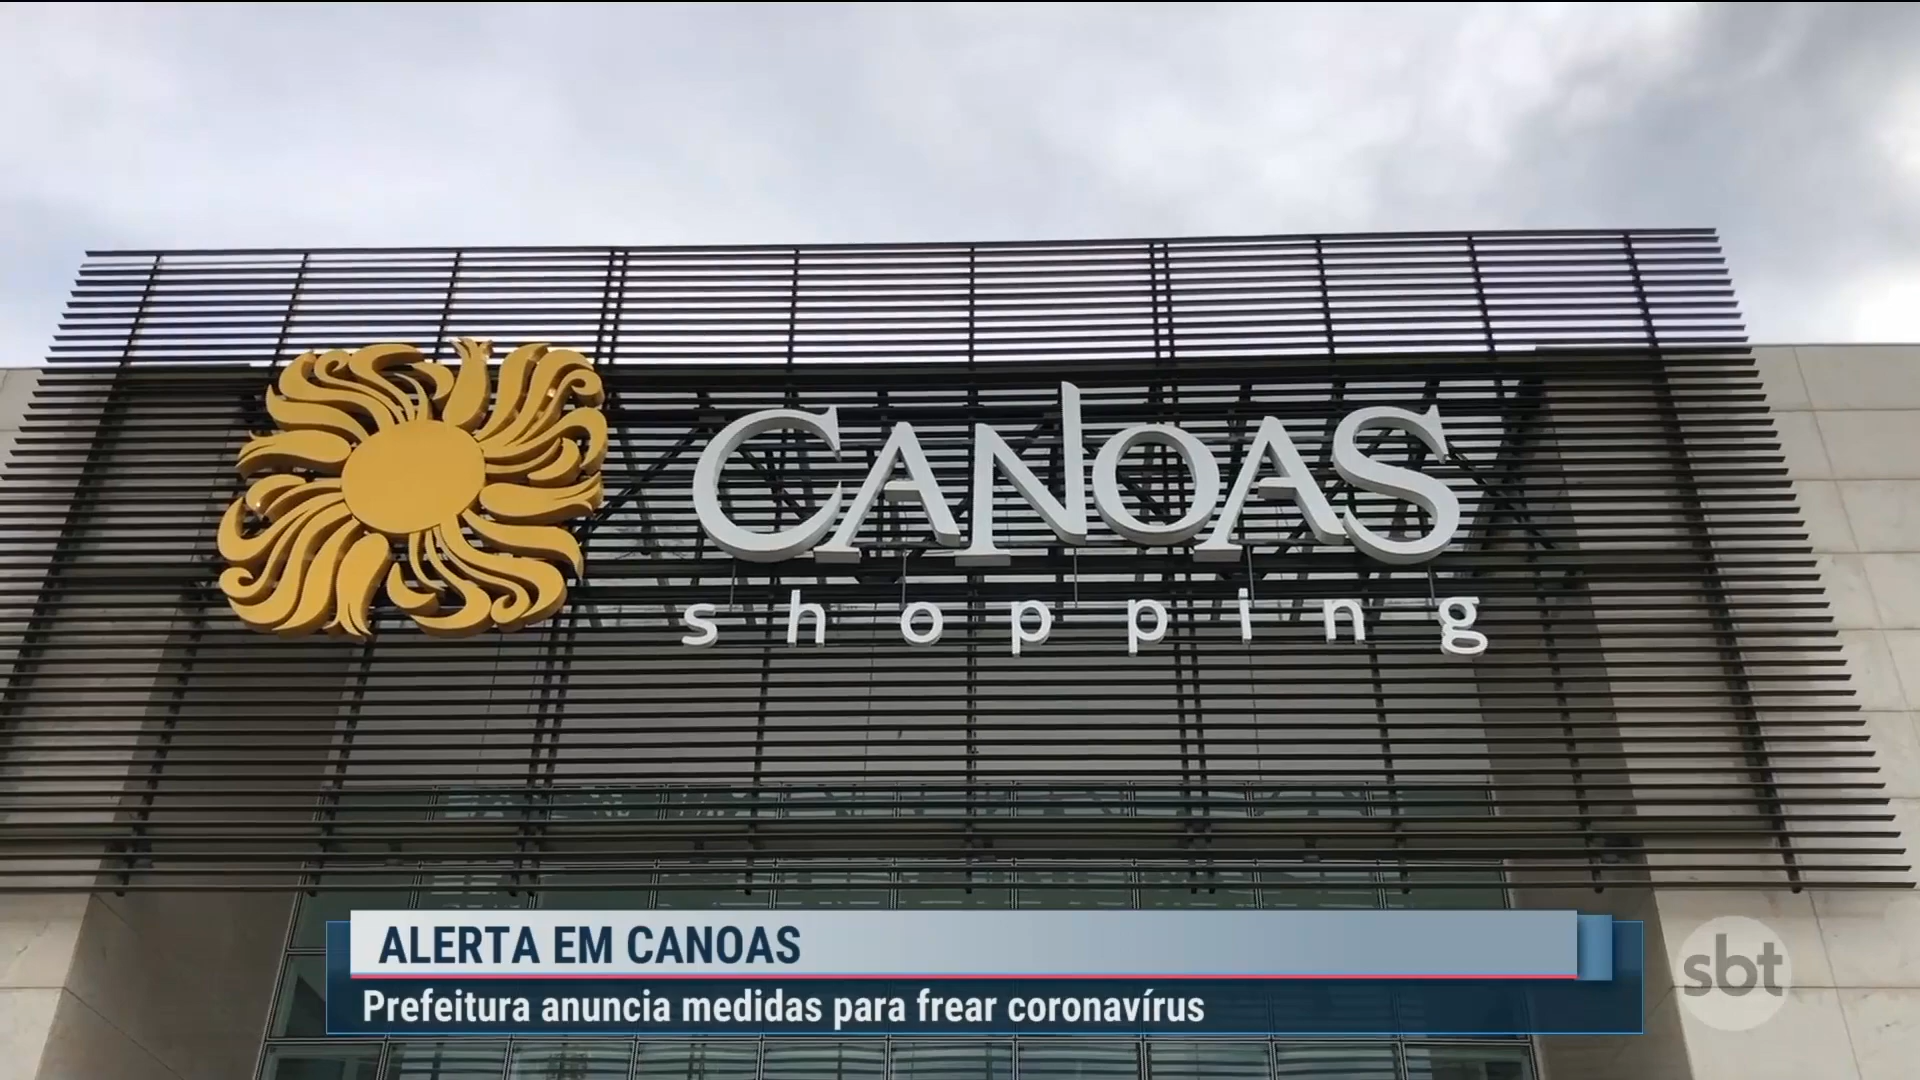 CANOAS
shopping
ALERTA EM CANOAS
Prefeitura anuncia medidas para frear coronavírus
sbt